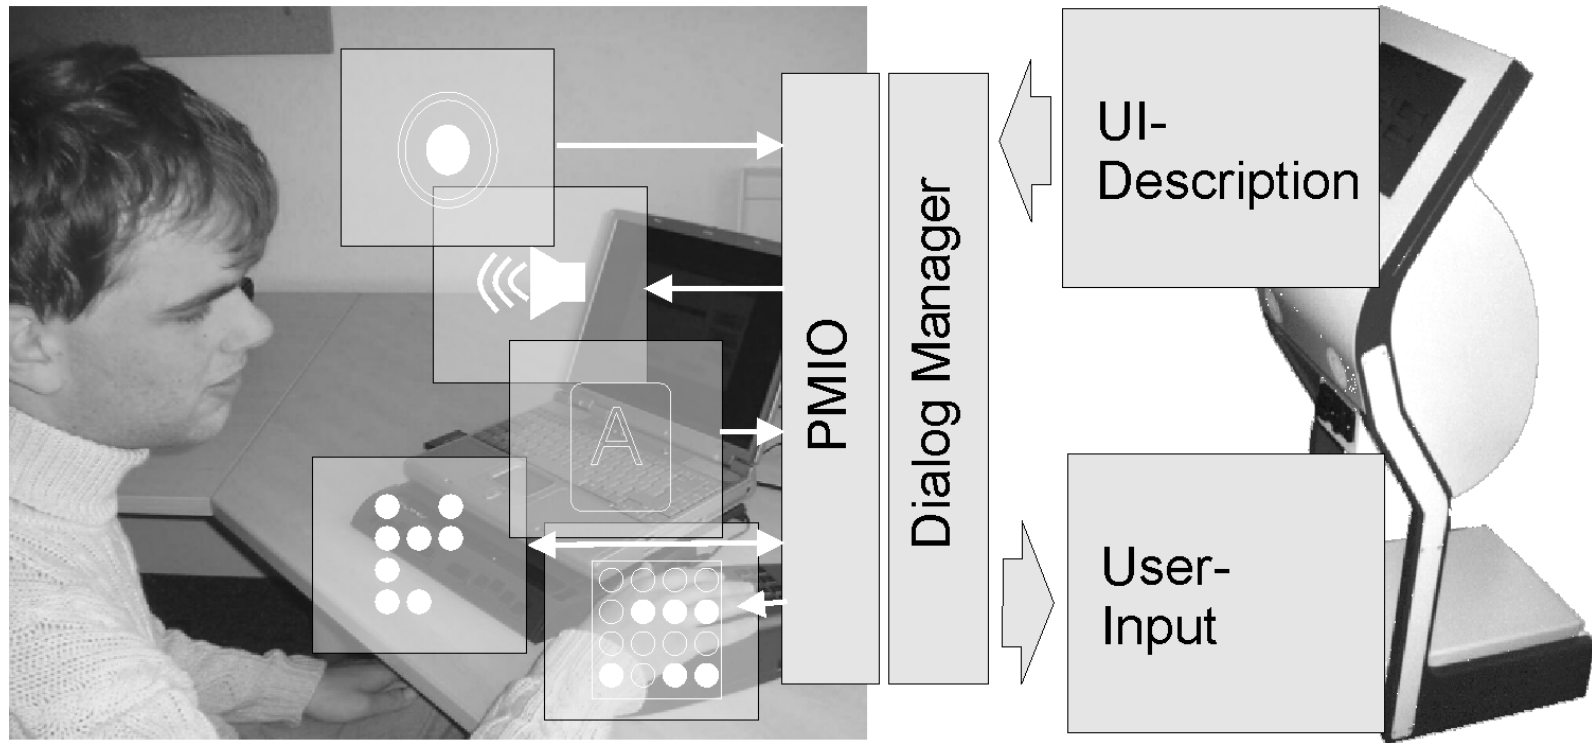 A
PMIO
Dialog Manager
UI-
Description
User-
Input